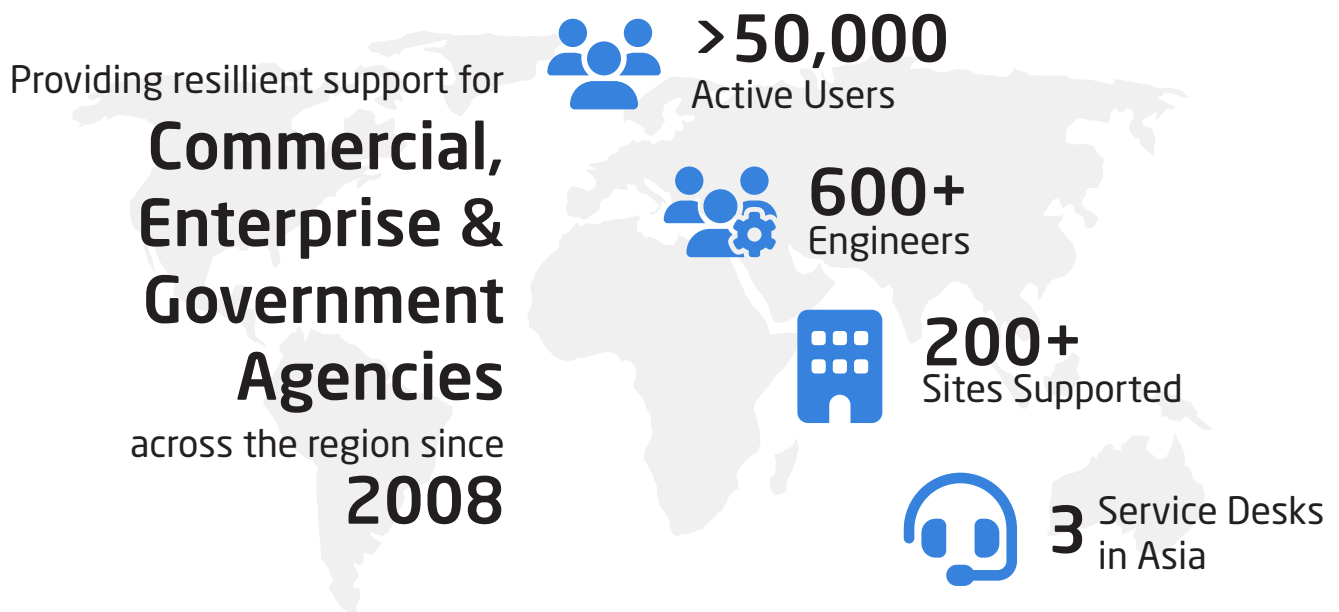 Providing resillient support for
Commercial,
Enterprise &
Government
Agencies
across the region since
2008
>50,000
Active Users
600+
Engineers
200+
Sites Supported
3 Service Desks
in Asia